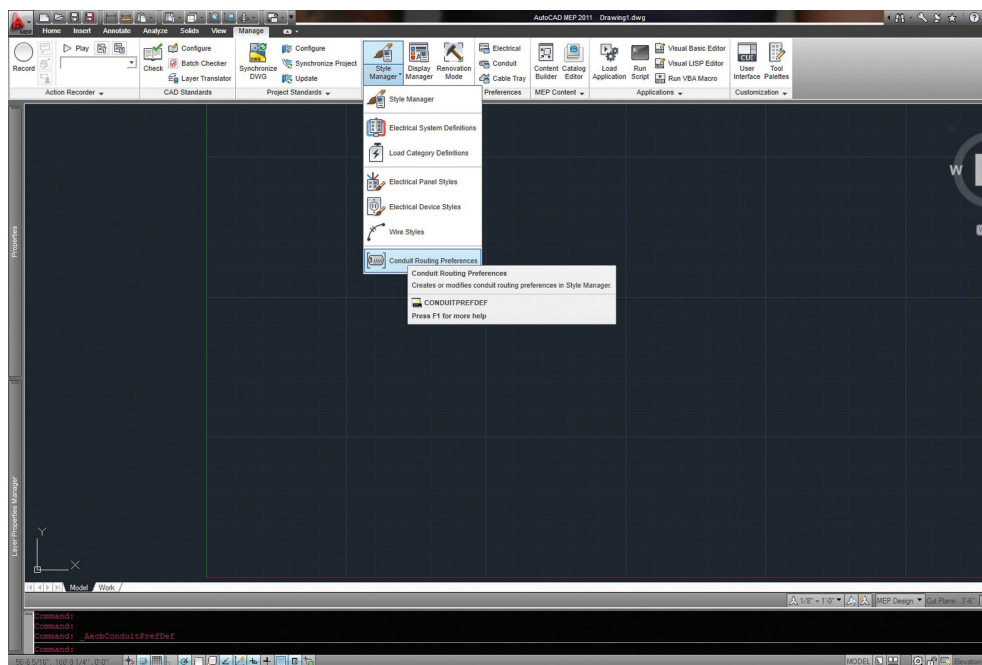 AutoCAD MEP 2011 Drawing1.dwg
MEP
Home Insert Annotate Analyze Solids View Manage
Record
Play
Action Recorder
Check
Configure
Batch Checker
Layer Translator
CAD Standards
Synchronize DWG
Configure
Synchronize Project
Update
Project Standards
Style Manager
Display Manager
Renovation Mode
Electrical
Conduit
Cable Tray
Preferences
Content Builder
Catalog Editor
MEP Content
Load Application
Run Script
Visual Basic Editor
Visual LISP Editor
Run VBA Macro
Applications
CUI
User Interface
Tool Palettes
Customization
Style Manager
Electrical System Definitions
Load Category Definitions
Electrical Panel Styles
Electrical Device Styles
Wire Styles
Conduit Routing Preferences
Conduit Routing Preferences
Creates or modifies conduit routing preferences in Style Manager.
CONDUITPREFDEF
Press F1 for more help
W
Properties
Layer Properties Manager
Y
X
Model Work
1/8" = 1'-0" MEP Design Cut Plane: 3'-6"
Command:
Command:
Command: _AecbConduitPrefDef
Command:
MODEL Elevation